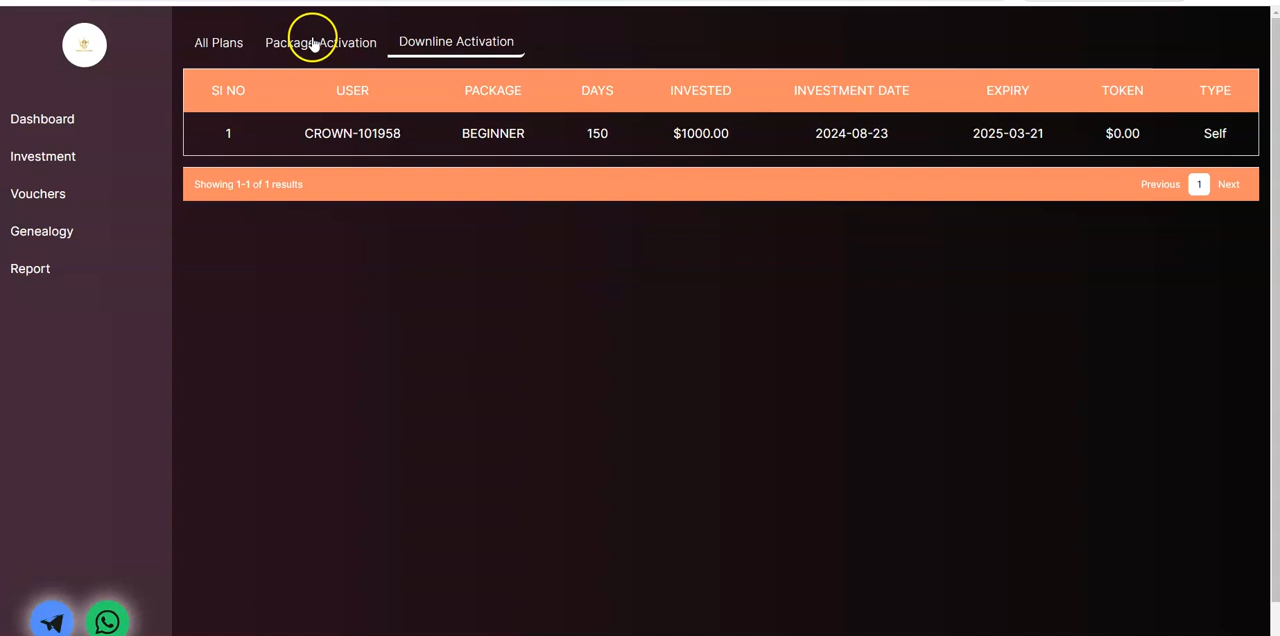 All Plans Package Activation Downline Activation
Dashboard
Investment
Vouchers
Genealogy
Report
SI NO USER PACKAGE DAYS INVESTED INVESTMENT DATE EXPIRY TOKEN TYPE
1 CROWN-101958 BEGINNER 150 $1000.00 2024-08-23 2025-03-21 $0.00 Self
Showing 1-1 of 1 results Previous 1 Next